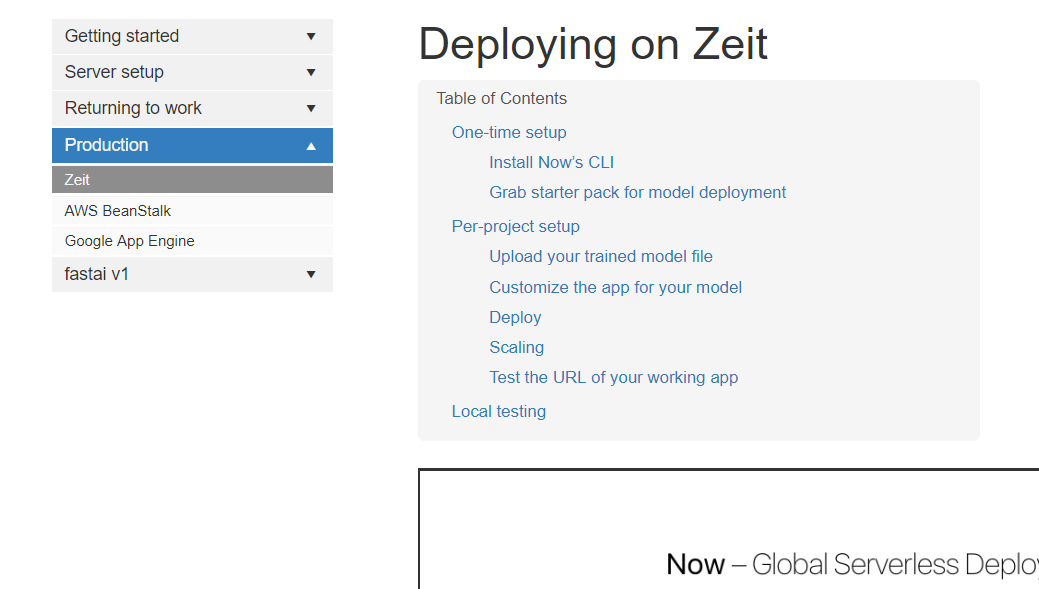 Getting started
Server setup
Returning to work
Production
Zeit
AWS BeanStalk
Google App Engine
fastai v1
Deploying on Zeit
Table of Contents
One-time setup
Install Now’s CLI
Grab starter pack for model deployment
Per-project setup
Upload your trained model file
Customize the app for your model
Deploy
Scaling
Test the URL of your working app
Local testing
Now – Global Serverless Deplo